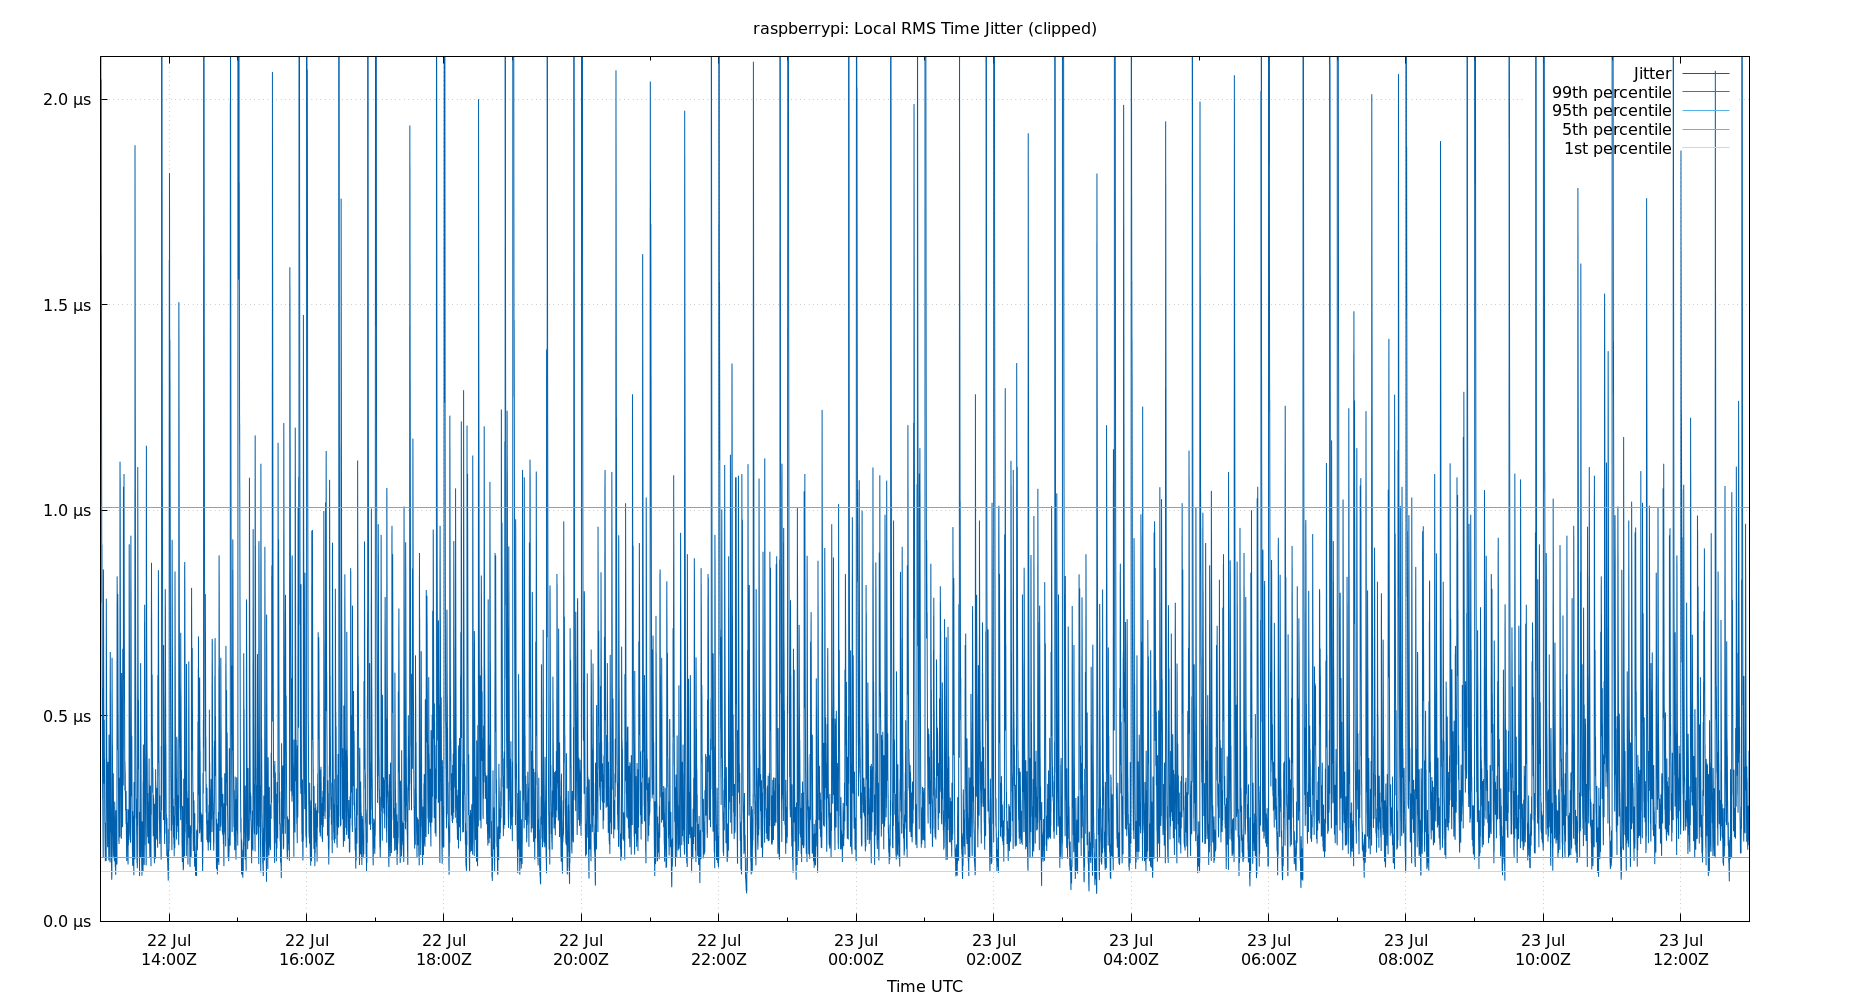 raspberrypi: Local RMS Time Jitter (clipped)
Jitter
99th percentile
95th percentile
5th percentile
1st percentile
2.0 µs
1.5 µs
1.0 µs
0.5 µs
0.0 µs
22 Jul 22 Jul 22 Jul 22 Jul 22 Jul 23 Jul 23 Jul 23 Jul 23 Jul 23 Jul 23 Jul 23 Jul
14:00Z 16:00Z 18:00Z 20:00Z 22:00Z 00:00Z 02:00Z 04:00Z 06:00Z 08:00Z 10:00Z 12:00Z
Time UTC